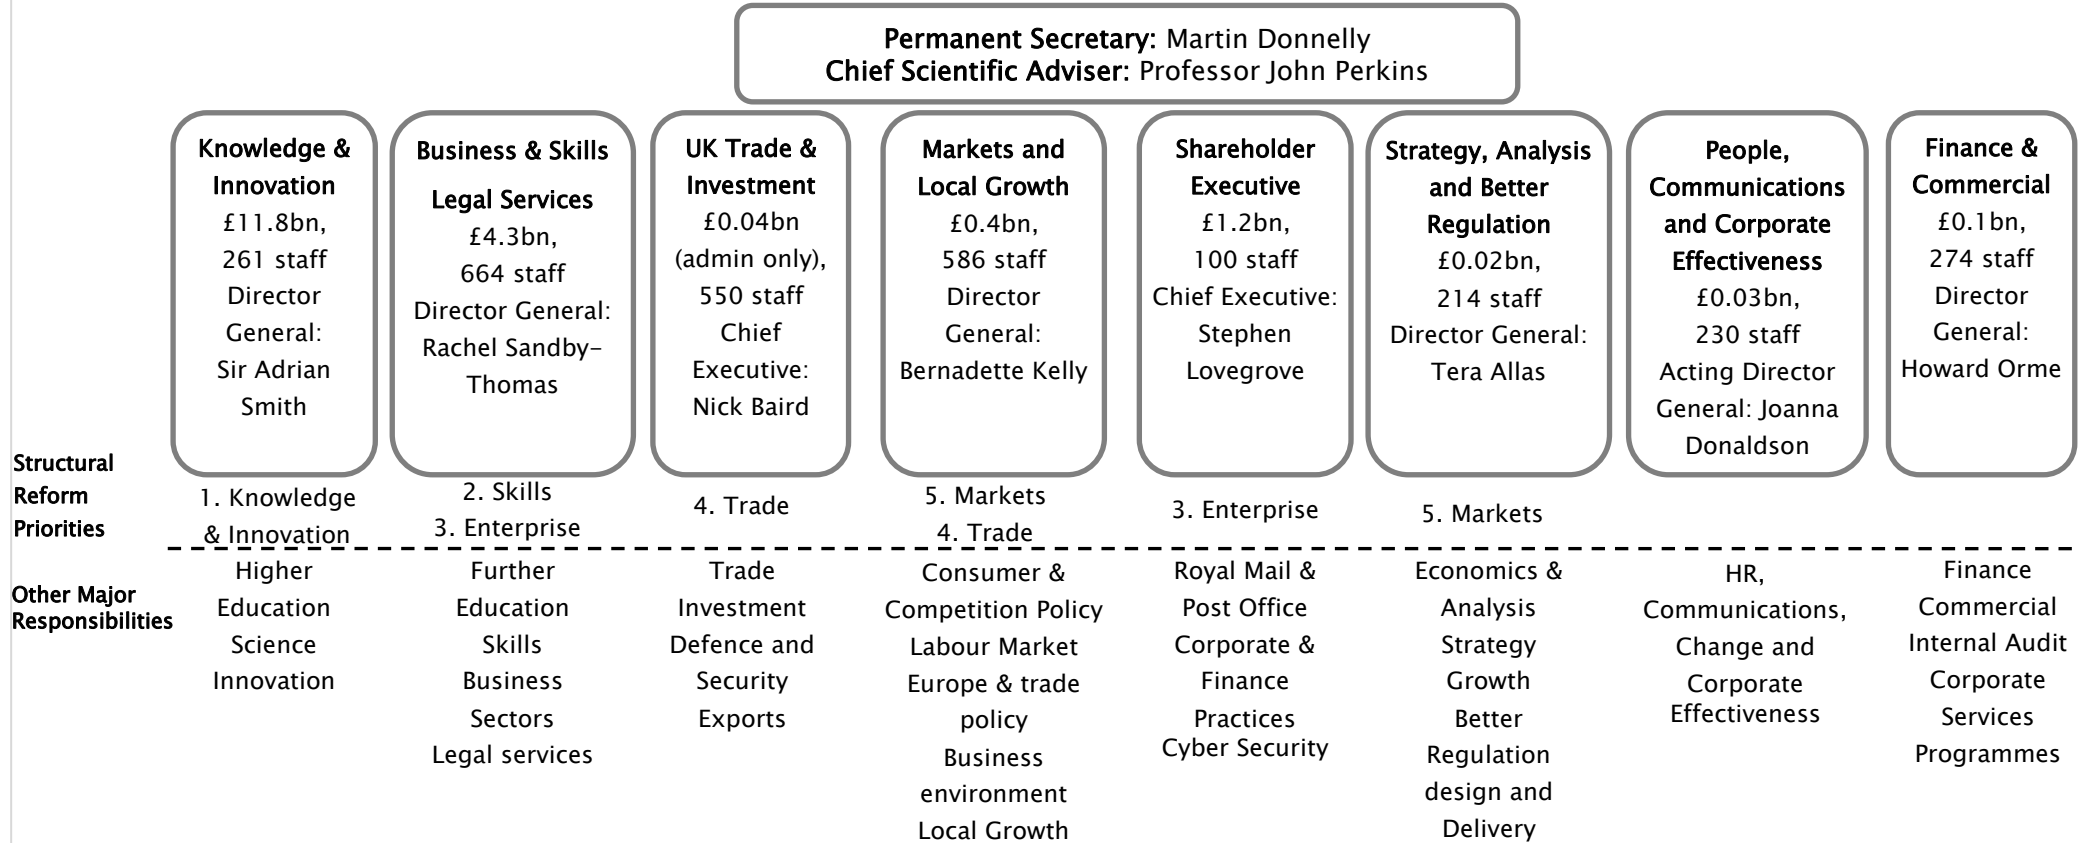 Permanent Secretary: Martin Donnelly
Chief Scientific Adviser: Professor John Perkins
Knowledge &
Innovation
£11.8bn,
261 staff
Director
General:
Sir Adrian
Smith
Business & Skills
Legal Services
£4.3bn,
664 staff
Director General:
Rachel Sandby-
Thomas
UK Trade &
Investment
£0.04bn
(admin only),
550 staff
Chief
Executive:
Nick Baird
Markets and
Local Growth
£0.4bn,
586 staff
Director
General:
Bernadette Kelly
Shareholder
Executive
£1.2bn,
100 staff
Chief Executive:
Stephen
Lovegrove
Strategy, Analysis
and Better
Regulation
£0.02bn,
214 staff
Director General:
Tera Allas
People,
Communications
and Corporate
Effectiveness
£0.03bn,
230 staff
Acting Director
General: Joanna
Donaldson
Finance &
Commercial
£0.1bn,
274 staff
Director
General:
Howard Orme
Structural
Reform
Priorities
1. Knowledge
& Innovation
2. Skills
3. Enterprise
4. Trade
5. Markets
4. Trade
3. Enterprise
5. Markets
Other Major
Responsibilities
Higher
Education
Science
Innovation
Further
Education
Skills
Business
Sectors
Legal services
Trade
Investment
Defence and
Security
Exports
Consumer &
Competition Policy
Labour Market
Europe & trade
policy
Business
environment
Local Growth
Royal Mail &
Post Office
Corporate &
Finance
Practices
Cyber Security
Economics &
Analysis
Strategy
Growth
Better
Regulation
design and
Delivery
HR,
Communications,
Change and
Corporate
Effectiveness
Finance
Commercial
Internal Audit
Corporate
Services
Programmes